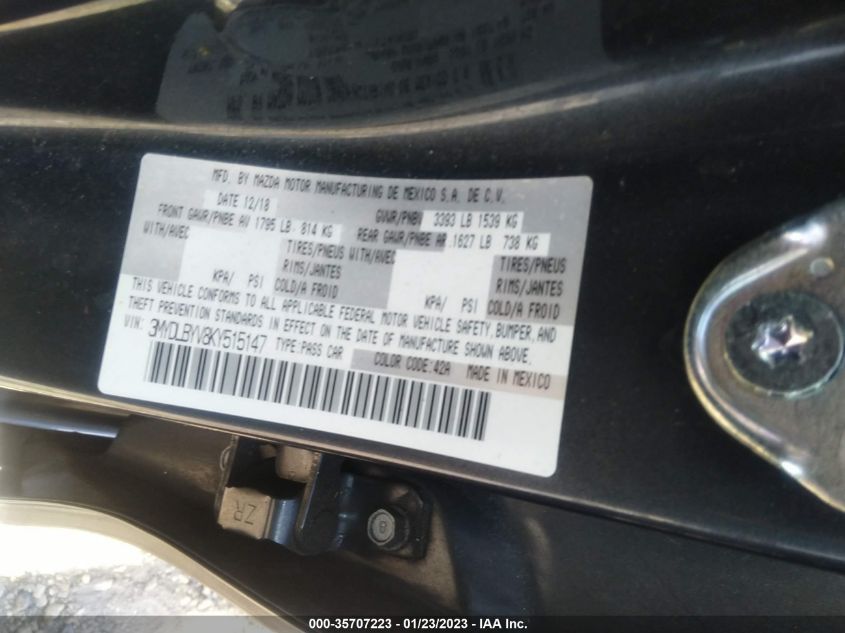 MFD. BY MAZDA MOTOR MANUFACTURING DE MEXICO S.A. DE C.V.
DATE 12/18 GVWR/PNBV 3393 LB 1539 KG
FRONT GAWR/PNBE AV 1795 LB 814 KG REAR GAWR/PNBE AR 1627 LB 738 KG
WITH/AVEC TIRES/PNEUS WITH/AVEC TIRES/PNEUS
RIMS/JANTES RIMS/JANTES
KPA/ PSI COLD/A FROID KPA/ PSI COLD/A FROID
THIS VEHICLE CONFORMS TO ALL APPLICABLE FEDERAL MOTOR VEHICLE SAFETY, BUMPER, AND
THEFT PREVENTION STANDARDS IN EFFECT ON THE DATE OF MANUFACTURE SHOWN ABOVE.
VIN: 3MYDLBYV8KY515147 TYPE:PASS CAR COLOR CODE:42A MADE IN MEXICO
ZR
8
000-35707223 - 01/23/2023 - IAA Inc.